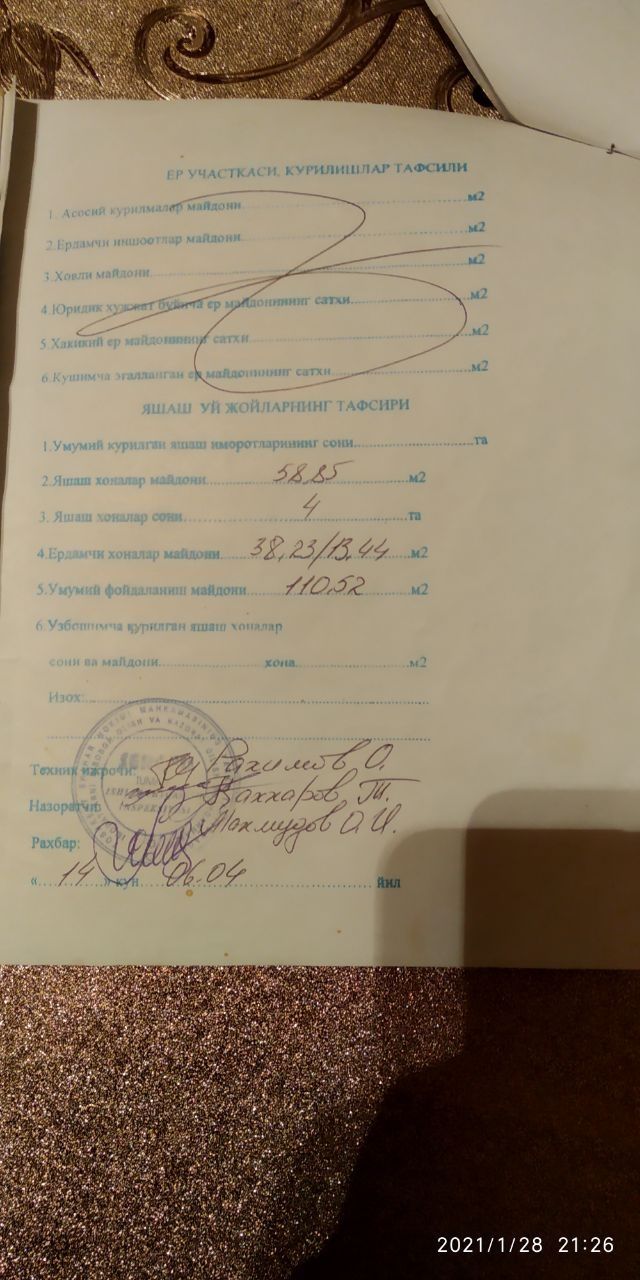 ЕР УЧАСТКАСИ, КУРИЛИШЛАР ТАФСИЛИ
1. Асосий курилмалар майдони м2
2.Ердамчи иншоотлар майдони м2
3.Ховли майдони м2
4.Юридик хужжат буйича ер майдонининг сатхи м2
5.Хакикий ер майдонининг сатхи м2
6.Кушимча эгалланган ер майдонининг сатхи м2
ЯШАШ УЙ ЖОЙЛАРНИНГ ТАФСИРИ
1.Умумий курилган яшаш иморотларининг сони та
2.Яшаш хоналар майдони 58,85 м2
3. Яшаш хоналар сони 4 та
4.Ердамчи хоналар майдони 38,23/13,44 м2
5.Умумий фойдаланиш майдони 110,52 м2
6.Узбошимча қурилган яшаш хоналар
сони ва майдони хона м2
Изох:
Техник ижрочи: Рахимов О.
Назоратчи: Т.
Рахбар: Махмудов О.И.
«14» кун 06.04 йил
2021/1/28 21:26